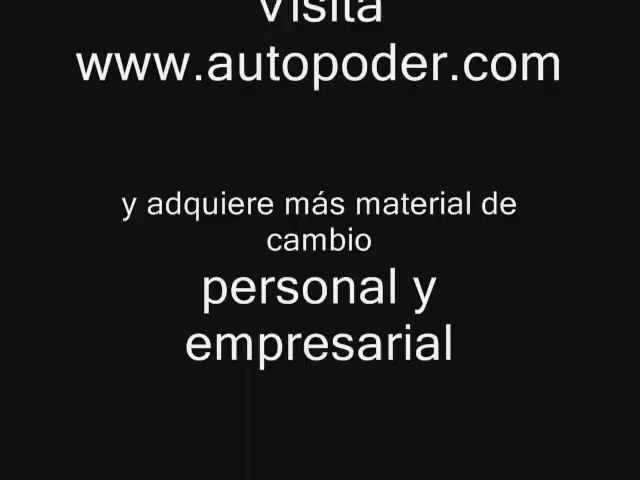 Visita
www.autopoder.com
y adquiere más material de
cambio
personal y
empresarial